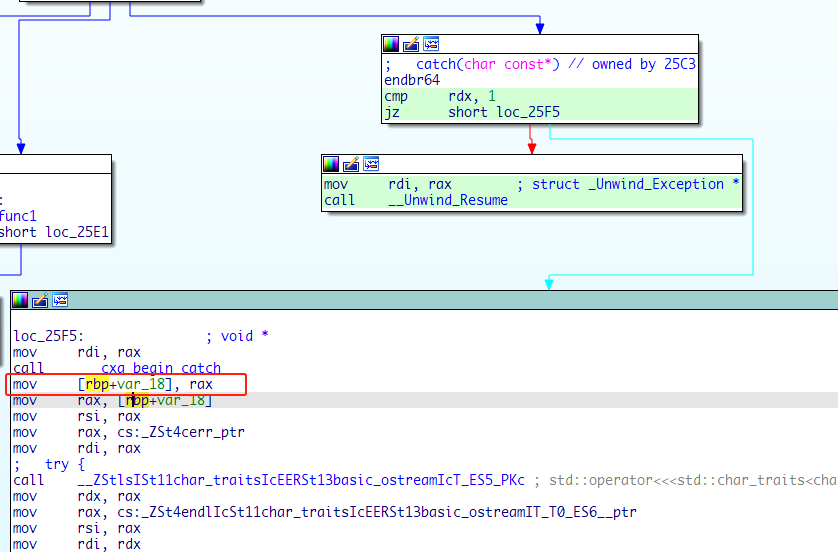 ;   catch(char const*) // owned by 25C3
endbr64
cmp     rdx, 1
jz      short loc_25F5
:
func1
short loc_25E1
mov     rdi, rax        ; struct _Unwind_Exception *
call    __Unwind_Resume
loc_25F5:               ; void *
mov     rdi, rax
call    ___cxa_begin_catch
mov     [rbp+var_18], rax
mov     rax, [rbp+var_18]
mov     rsi, rax
mov     rax, cs:_ZSt4cerr_ptr
mov     rdi, rax
;   try {
call    __ZStlsISt11char_traitsIcEERSt13basic_ostreamIcT_ES5_PKc ; std::operator<<<std::char_traits<cha
mov     rdx, rax
mov     rax, cs:_ZSt4endlIcSt11char_traitsIcEERSt13basic_ostreamIT_T0_ES6__ptr
mov     rsi, rax
mov     rdi, rdx